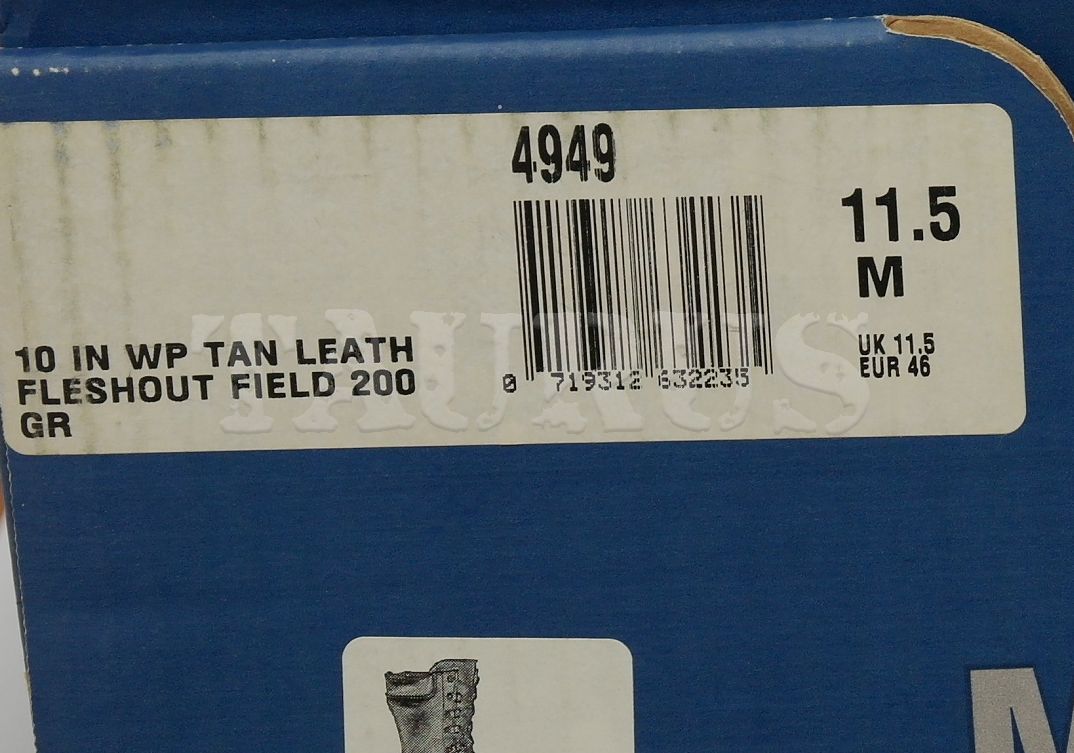 4949
11.5
M
10 IN WP TAN LEATH
FLESHOUT FIELD 200
GR
0 719312 632235
UK 11.5
EUR 46
TAURUS
M